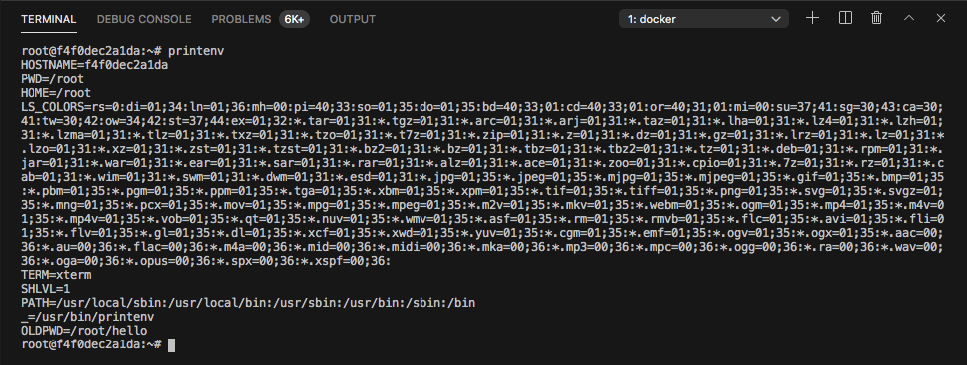 TERMINAL DEBUG CONSOLE PROBLEMS 6K+ OUTPUT 1: docker
root@f4f0dec2a1da:~# printenv
HOSTNAME=f4f0dec2a1da
PWD=/root
HOME=/root
LS_COLORS=rs=0:di=01;34:ln=01;36:mh=00:pi=40;33:so=01;35:do=01;35:bd=40;33;01:cd=40;33;01:or=40;31;01:mi=00:su=37;41:sg=30;43:ca=30;
41:tw=30;42:ow=34;42:st=37;44:ex=01;32:*.tar=01;31:*.tgz=01;31:*.arc=01;31:*.arj=01;31:*.taz=01;31:*.lha=01;31:*.lz4=01;31:*.lzh=01;
31:*.lzma=01;31:*.tlz=01;31:*.txz=01;31:*.tzo=01;31:*.t7z=01;31:*.zip=01;31:*.z=01;31:*.dz=01;31:*.gz=01;31:*.lrz=01;31:*.lz=01;31:*
.lzo=01;31:*.xz=01;31:*.zst=01;31:*.tzst=01;31:*.bz2=01;31:*.bz=01;31:*.tbz=01;31:*.tbz2=01;31:*.tz=01;31:*.deb=01;31:*.rpm=01;31:*.
jar=01;31:*.war=01;31:*.ear=01;31:*.sar=01;31:*.rar=01;31:*.alz=01;31:*.ace=01;31:*.zoo=01;31:*.cpio=01;31:*.7z=01;31:*.rz=01;31:*.c
ab=01;31:*.wim=01;31:*.swm=01;31:*.dwm=01;31:*.esd=01;31:*.jpg=01;35:*.jpeg=01;35:*.mjpg=01;35:*.mjpeg=01;35:*.gif=01;35:*.bmp=01;35
:*.pbm=01;35:*.pgm=01;35:*.ppm=01;35:*.tga=01;35:*.xbm=01;35:*.xpm=01;35:*.tif=01;35:*.tiff=01;35:*.png=01;35:*.svg=01;35:*.svgz=01;
35:*.mng=01;35:*.pcx=01;35:*.mov=01;35:*.mpg=01;35:*.mpeg=01;35:*.m2v=01;35:*.mkv=01;35:*.webm=01;35:*.ogm=01;35:*.mp4=01;35:*.m4v=0
1;35:*.mp4v=01;35:*.vob=01;35:*.qt=01;35:*.nuv=01;35:*.wmv=01;35:*.asf=01;35:*.rm=01;35:*.rmvb=01;35:*.flc=01;35:*.avi=01;35:*.fli=0
1;35:*.flv=01;35:*.gl=01;35:*.dl=01;35:*.xcf=01;35:*.xwd=01;35:*.yuv=01;35:*.cgm=01;35:*.emf=01;35:*.ogv=01;35:*.ogx=01;35:*.aac=00;
36:*.au=00;36:*.flac=00;36:*.m4a=00;36:*.mid=00;36:*.midi=00;36:*.mka=00;36:*.mp3=00;36:*.mpc=00;36:*.ogg=00;36:*.ra=00;36:*.wav=00;
36:*.oga=00;36:*.opus=00;36:*.spx=00;36:*.xspf=00;36:
TERM=xterm
SHLVL=1
PATH=/usr/local/sbin:/usr/local/bin:/usr/sbin:/usr/bin:/sbin:/bin
_=/usr/bin/printenv
OLDPWD=/root/hello
root@f4f0dec2a1da:~#